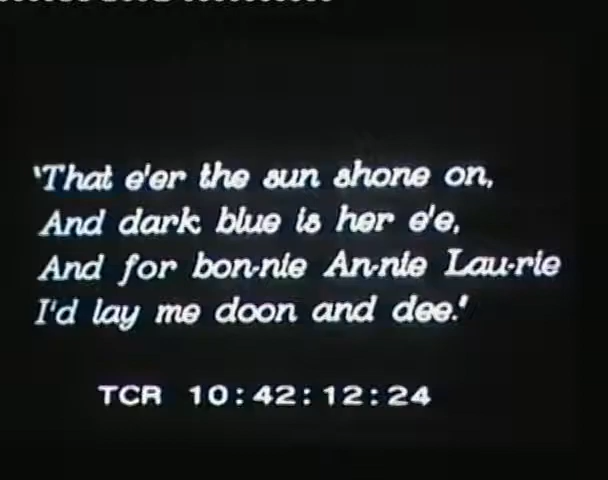 'That e'er the sun shone on,
And dark blue is her e'e,
And for bon-nie An-nie Lau-rie
I'd lay me doon and dee.'
TCR 10:42:12:24